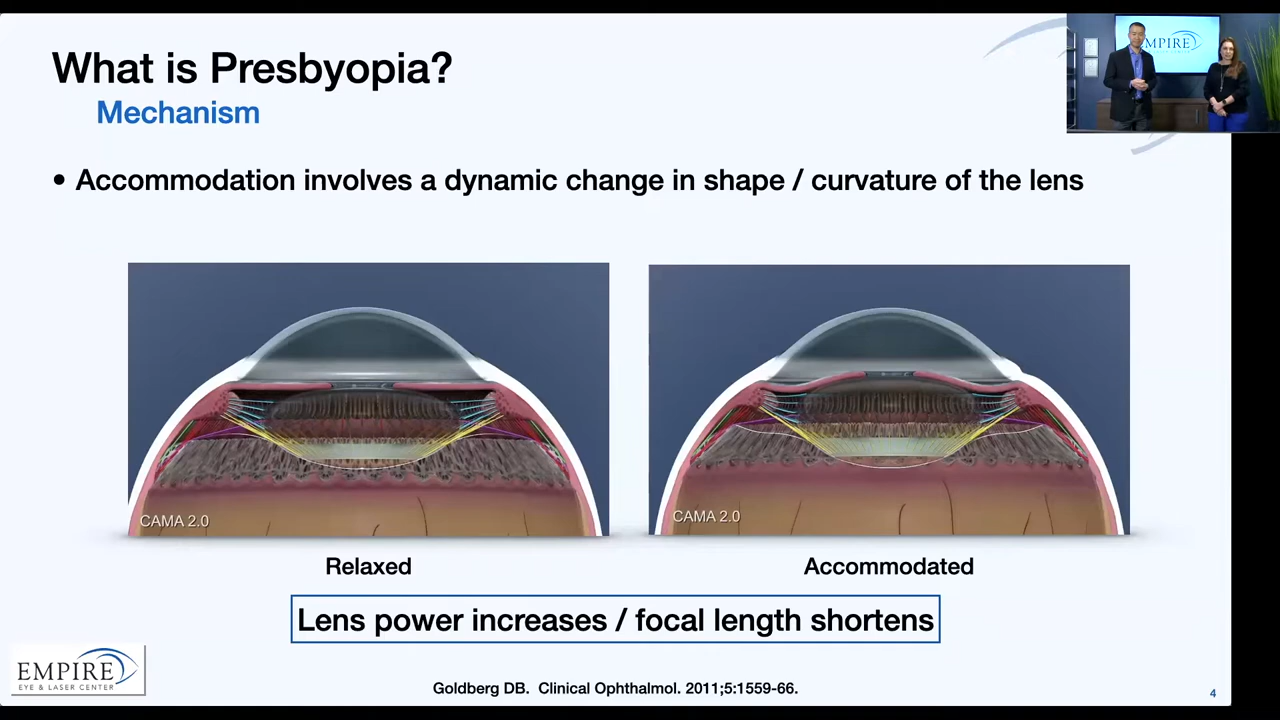 What is Presbyopia?
Mechanism
MPIRE
• Accommodation involves a dynamic change in shape / curvature of the lens
CAMA 2.0
CAMA 2.0
Relaxed
Accommodated
Lens power increases / focal length shortens
EMPIRE
EYE & LASER CENTER
Goldberg DB. Clinical Ophthalmol. 2011;5:1559-66.
4